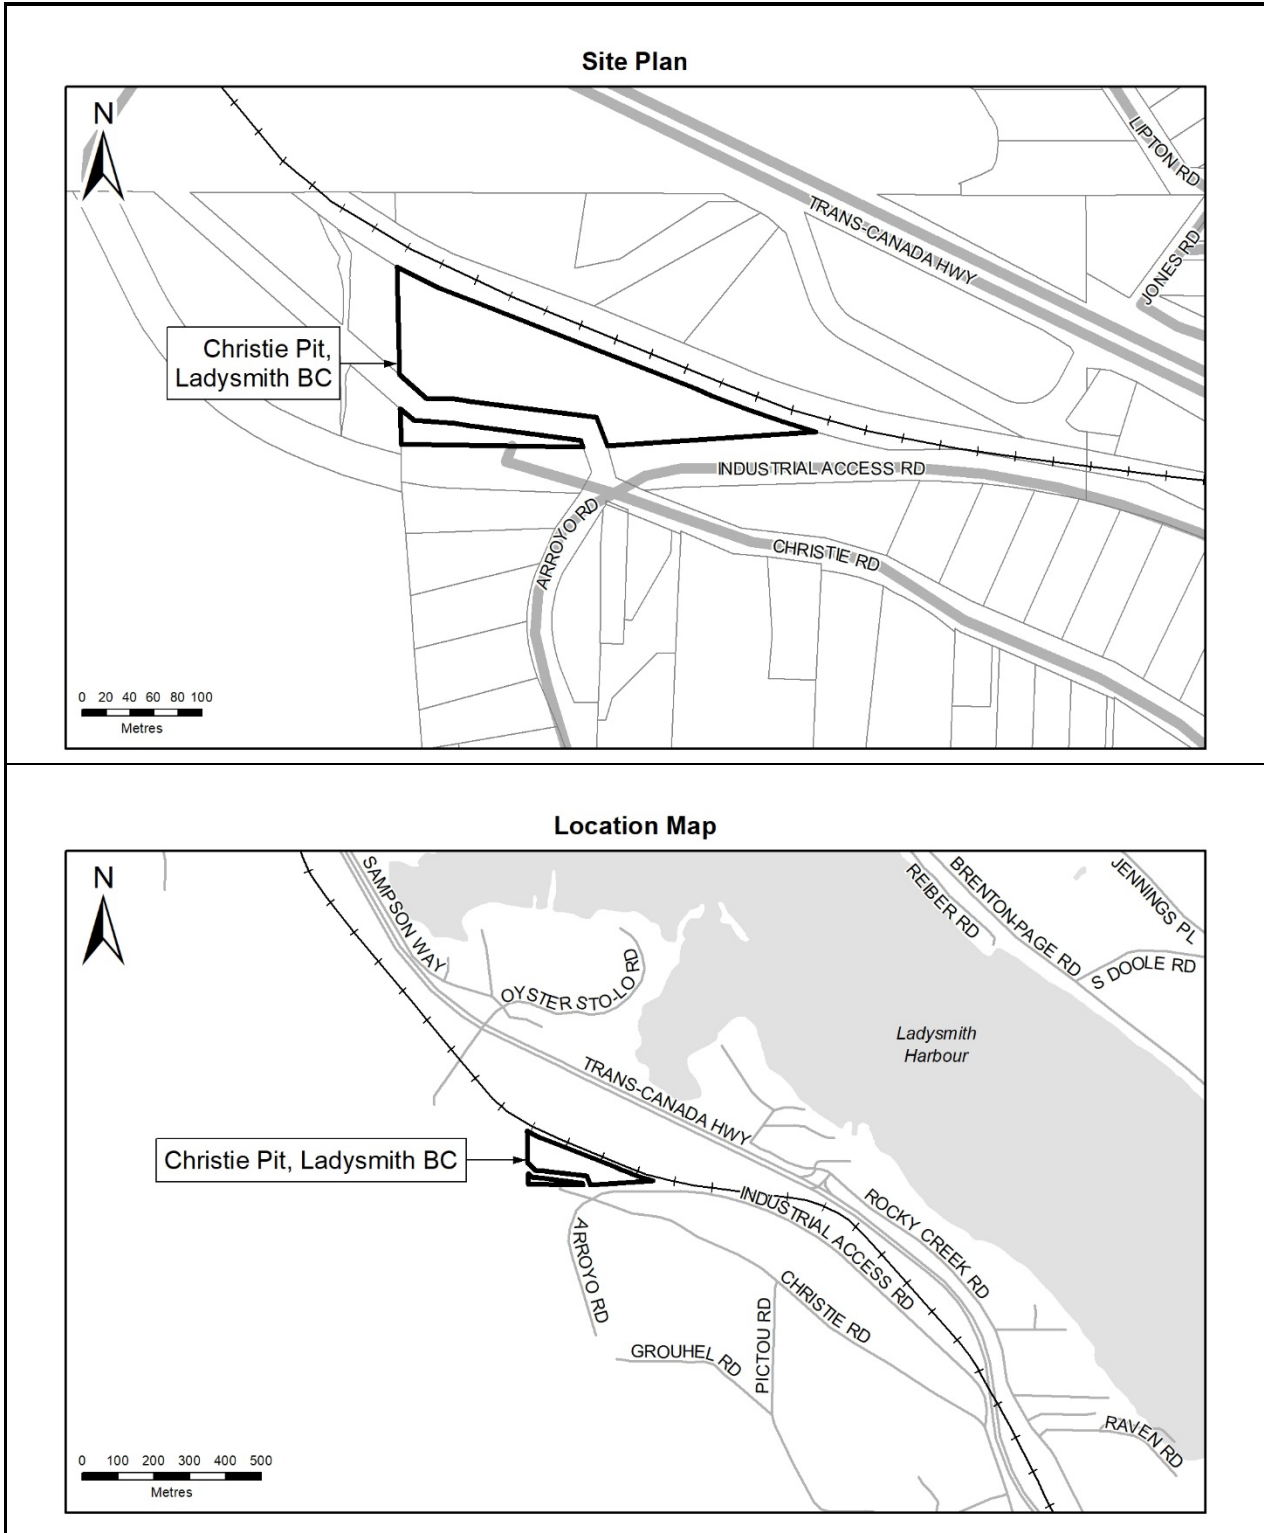 Site Plan
N
LIPTON RD
TRANS-CANADA HWY
JONES RD
Christie Pit,
Ladysmith BC
INDUSTRIAL ACCESS RD
ARROYO RD
CHRISTIE RD
0 20 40 60 80 100
Metres
Location Map
N
SAMPSON WAY
OYSTER STO-LO RD
REIBER RD
BRENTON-PAGE RD
JENNINGS PL
S DOOLE RD
Ladysmith
Harbour
TRANS-CANADA HWY
Christie Pit, Ladysmith BC
INDUSTRIAL ACCESS RD
ROCKY CREEK RD
ARROYO RD
CHRISTIE RD
PICTOU RD
GROUHEL RD
RAVEN RD
0 100 200 300 400 500
Metres